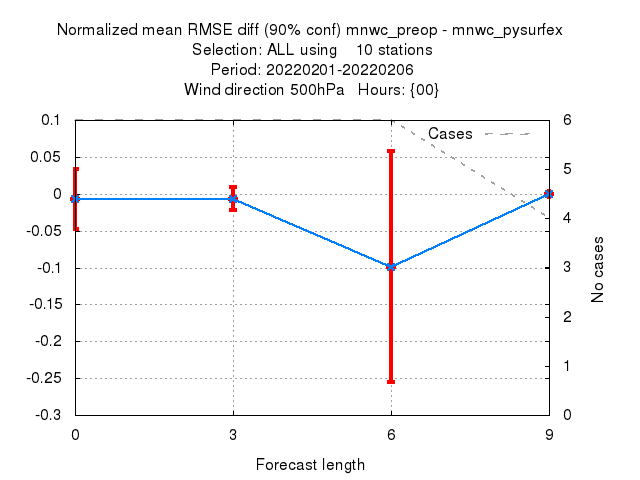 Normalized mean RMSE diff (90% conf) mnwc_preop - mnwc_pysurfex
Selection: ALL using    10 stations
Period: 20220201-20220206
Wind direction 500hPa   Hours: {00}
0.1
0.05
0
-0.05
-0.1
-0.15
-0.2
-0.25
-0.3
Cases
6
5
4
3
2
1
0
No cases
0 3 6 9
Forecast length